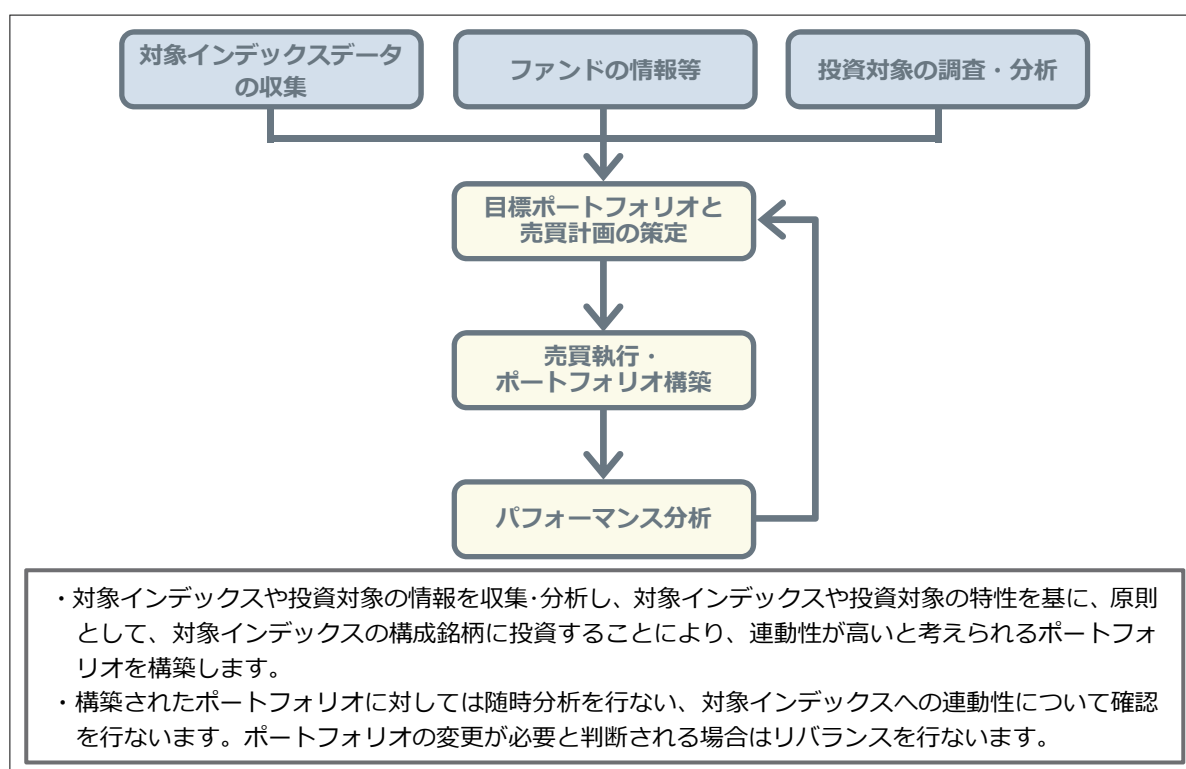 対象インデックスデータ
の収集
ファンドの情報等
投資対象の調査・分析
目標ポートフォリオと
売買計画の策定
売買執行・
ポートフォリオ構築
パフォーマンス分析
・対象インデックスや投資対象の情報を収集･分析し、対象インデックスや投資対象の特性を基に、原則
として、対象インデックスの構成銘柄に投資することにより、連動性が高いと考えられるポートフォ
リオを構築します。
・構築されたポートフォリオに対しては随時分析を行ない、対象インデックスへの連動性について確認
を行ないます。ポートフォリオの変更が必要と判断される場合はリバランスを行ないます。